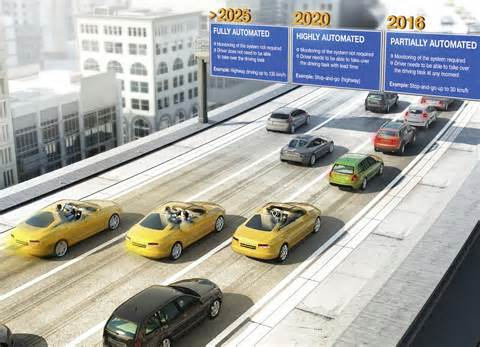 >2025
FULLY AUTOMATED
Monitoring of the system not required
Driver does not need to be able
to take over the driving task
Example: Highway driving up to 130 km/h
2020
HIGHLY AUTOMATED
Monitoring of the system not required
Driver needs to be able to take over
the driving task with lead time
Example: Stop-and-go (highway)
2016
PARTIALLY AUTOMATED
Monitoring of the system required
Driver needs to be able to take over
the driving task at any moment
Example: Stop-and-go up to 30 km/h